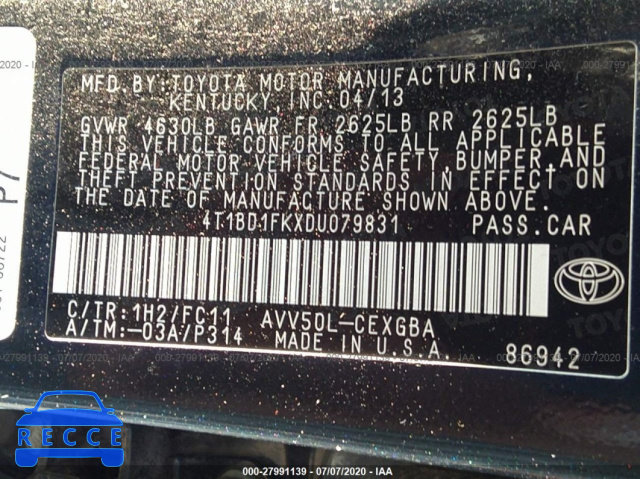 MFD.BY:TOYOTA MOTOR MANUFACTURING,
KENTUCKY,INC.04/13
GVWR 4630LB GAWR FR 2625LB RR 2625LB
THIS VEHICLE CONFORMS TO ALL APPLICABLE
FEDERAL MOTOR VEHICLE SAFETY,BUMPER,AND
THEFT PREVENTION STANDARDS IN EFFECT ON
THE DATE OF MANUFACTURE SHOWN ABOVE.
4T1BD1FKXDU079831 PASS.CAR
C/TR:1H2/FC11 AVV50L-CEXGBA
A/TM:-03A/P314 MADE IN U.S.A. 86942
TOYOTA
P7
RECCE
000-27991139 - 07/07/2020 - IAA